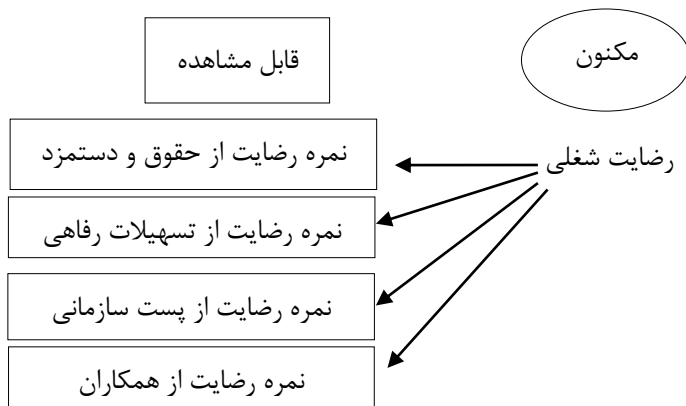 مکنون
قابل مشاهده
رضایت شغلی
نمره رضایت از حقوق و دستمزد
نمره رضایت از تسهیلات رفاهی
نمره رضایت از پست سازمانی
نمره رضایت از همکاران